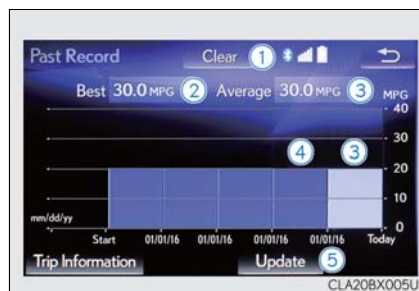 Past Record Clear 1
Best 30.0 MPG 2 Average 30.0 MPG 3 MPG
40
30
4 3
20
10
mm/dd/yy 0
Start 01/01/16 01/01/16 01/01/16 01/01/16 Today
Trip Information Update 5
CLA20BX005U